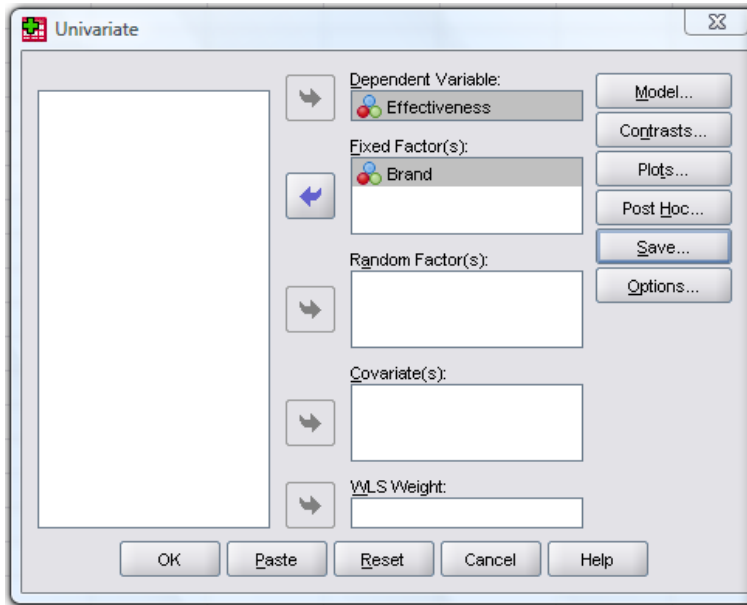 Univariate
Dependent Variable:
Effectiveness
Fixed Factor(s):
Brand
Random Factor(s):
Covariate(s):
WLS Weight:
Model...
Contrasts...
Plots...
Post Hoc...
Save...
Options...
OK Paste Reset Cancel Help